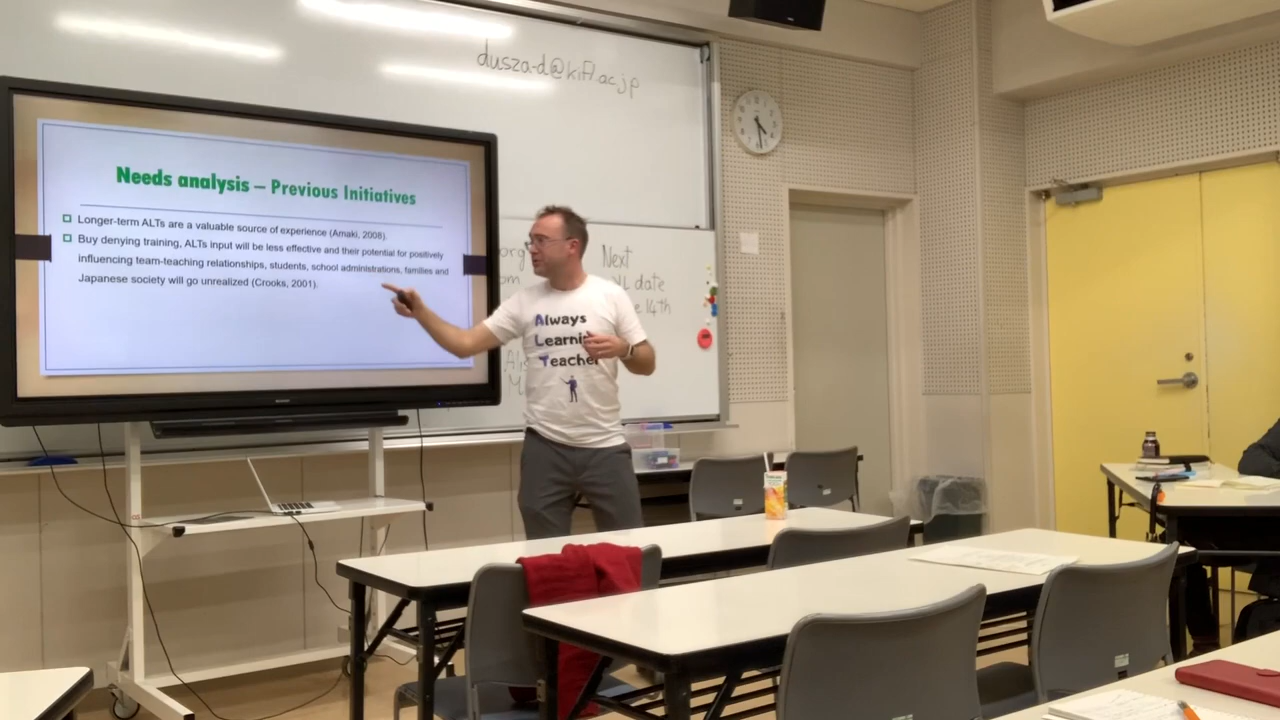 dusza-d@kifl.ac.jp
Needs analysis – Previous Initiatives
Longer-term ALTs are a valuable source of experience (Amaki, 2008).
Buy denying training, ALTs input will be less effective and their potential for positively
influencing team-teaching relationships, students, school administrations, families and
Japanese society will go unrealized (Crooks, 2001).
Next
date
14th
Always
Learnin
Teacher